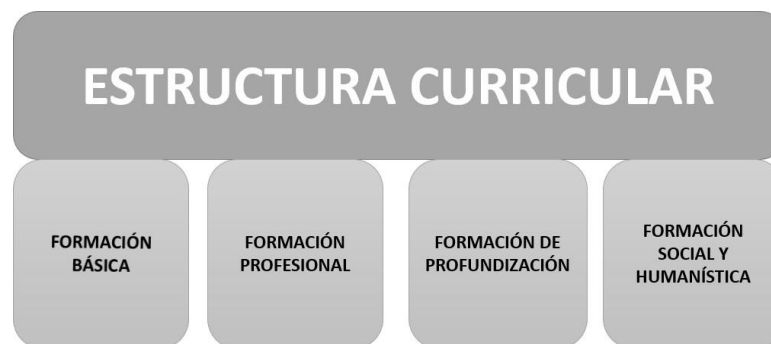 ESTRUCTURA CURRICULAR
FORMACIÓN
BÁSICA
FORMACIÓN
PROFESIONAL
FORMACIÓN DE
PROFUNDIZACIÓN
FORMACIÓN
SOCIAL Y
HUMANÍSTICA